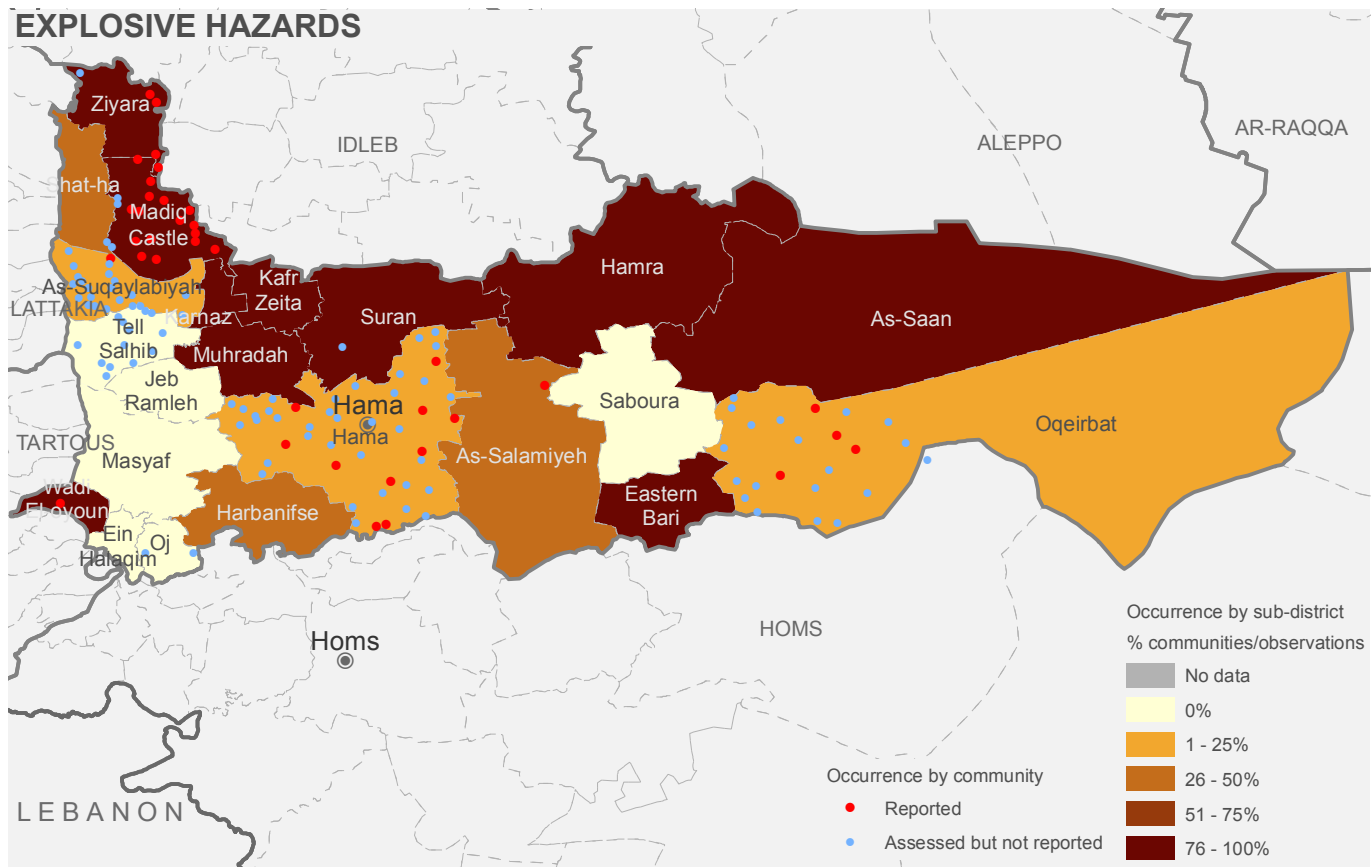 EXPLOSIVE HAZARDS
Ziyara
IDLEB
ALEPPO
AR-RAQQA
Shat-ha
Madiq
Castle
Hamra
Kafr
Zeita
As-Suqaylabiyah
LATTAKIA
Karnaz
Suran
As-Saan
Tell
Salhib
Muhradah
Jeb
Ramleh
Hama
Hama
Saboura
Oqeirbat
TARTOUS
Masyaf
As-Salamiyeh
Wadi-
El-oyoun
Harbanifse
Eastern
Bari
Ein
Halaqim
Oj
Homs
HOMS
LEBANON
Occurrence by sub-district
% communities/observations
No data
0%
1 - 25%
26 - 50%
51 - 75%
76 - 100%
Occurrence by community
Reported
Assessed but not reported